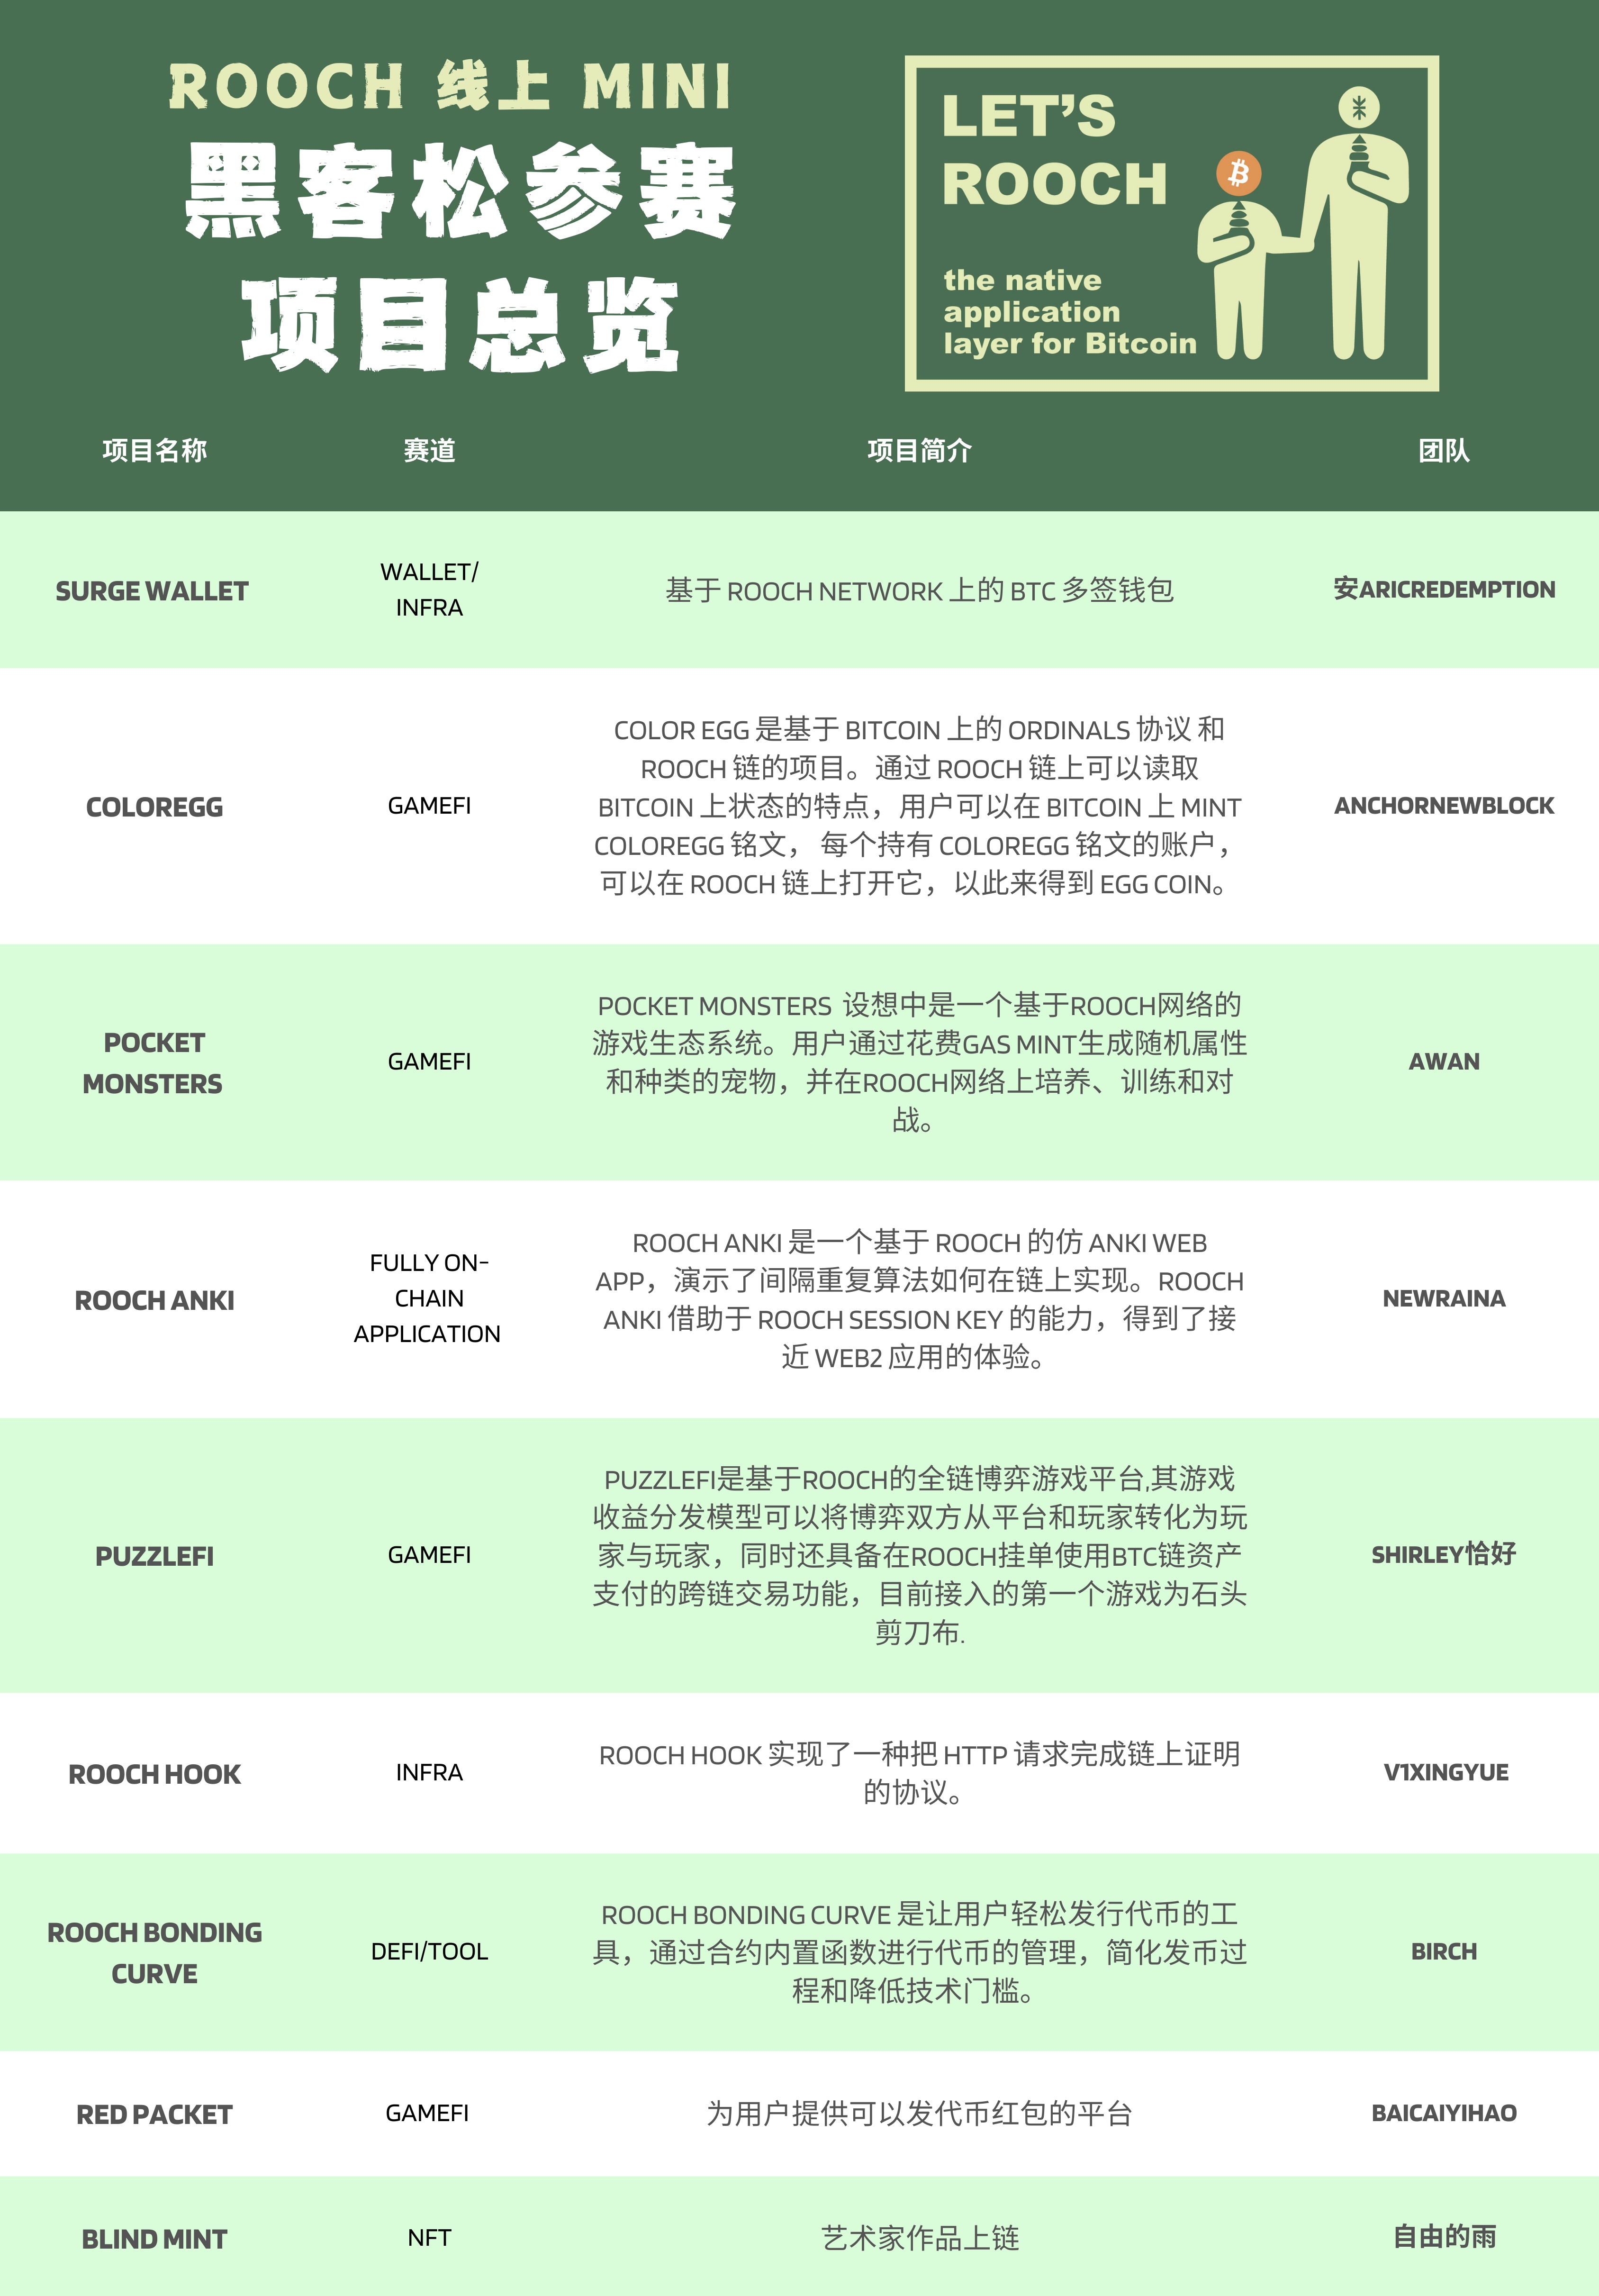 ROOCH 线上 MINI
黑客松参赛
项目总览
LET'S
ROOCH
the native
application
layer for Bitcoin
项目名称 赛道 项目简介 团队
SURGE WALLET
WALLET/
INFRA
基于 ROOCH NETWORK 上的 BTC 多签钱包
安ARICREDEMPTION
COLOREGG
GAMEFI
COLOR EGG 是基于 BITCOIN 上的 ORDINALS 协议 和
ROOCH 链的项目。通过 ROOCH 链上可以读取
BITCOIN 上状态的特点，用户可以在 BITCOIN 上 MINT
COLOREGG 铭文， 每个持有 COLOREGG 铭文的账户，
可以在 ROOCH 链上打开它，以此来得到 EGG COIN。
ANCHORNEWBLOCK
POCKET
MONSTERS
GAMEFI
POCKET MONSTERS 设想中是一个基于ROOCH网络的
游戏生态系统。用户通过花费GAS MINT生成随机属性
和种类的宠物，并在ROOCH网络上培养、训练和对
战。
AWAN
ROOCH ANKI
FULLY ON-
CHAIN
APPLICATION
ROOCH ANKI 是一个基于 ROOCH 的仿 ANKI WEB
APP，演示了间隔重复算法如何在链上实现。ROOCH
ANKI 借助于 ROOCH SESSION KEY 的能力，得到了接
近 WEB2 应用的体验。
NEWRAINA
PUZZLEFI
GAMEFI
PUZZLEFI是基于ROOCH的全链博弈游戏平台,其游戏
收益分发模型可以将博弈双方从平台和玩家转化为玩
家与玩家，同时还具备在ROOCH挂单使用BTC链资产
支付的跨链交易功能，目前接入的第一个游戏为石头
剪刀布.
SHIRLEY恰好
ROOCH HOOK
INFRA
ROOCH HOOK 实现了一种把 HTTP 请求完成链上证明
的协议。
V1XINGYUE
ROOCH BONDING
CURVE
DEFI/TOOL
ROOCH BONDING CURVE 是让用户轻松发行代币的工
具，通过合约内置函数进行代币的管理，简化发币过
程和降低技术门槛。
BIRCH
RED PACKET
GAMEFI
为用户提供可以发代币红包的平台
BAICAIYIHAO
BLIND MINT
NFT
艺术家作品上链
自由的雨